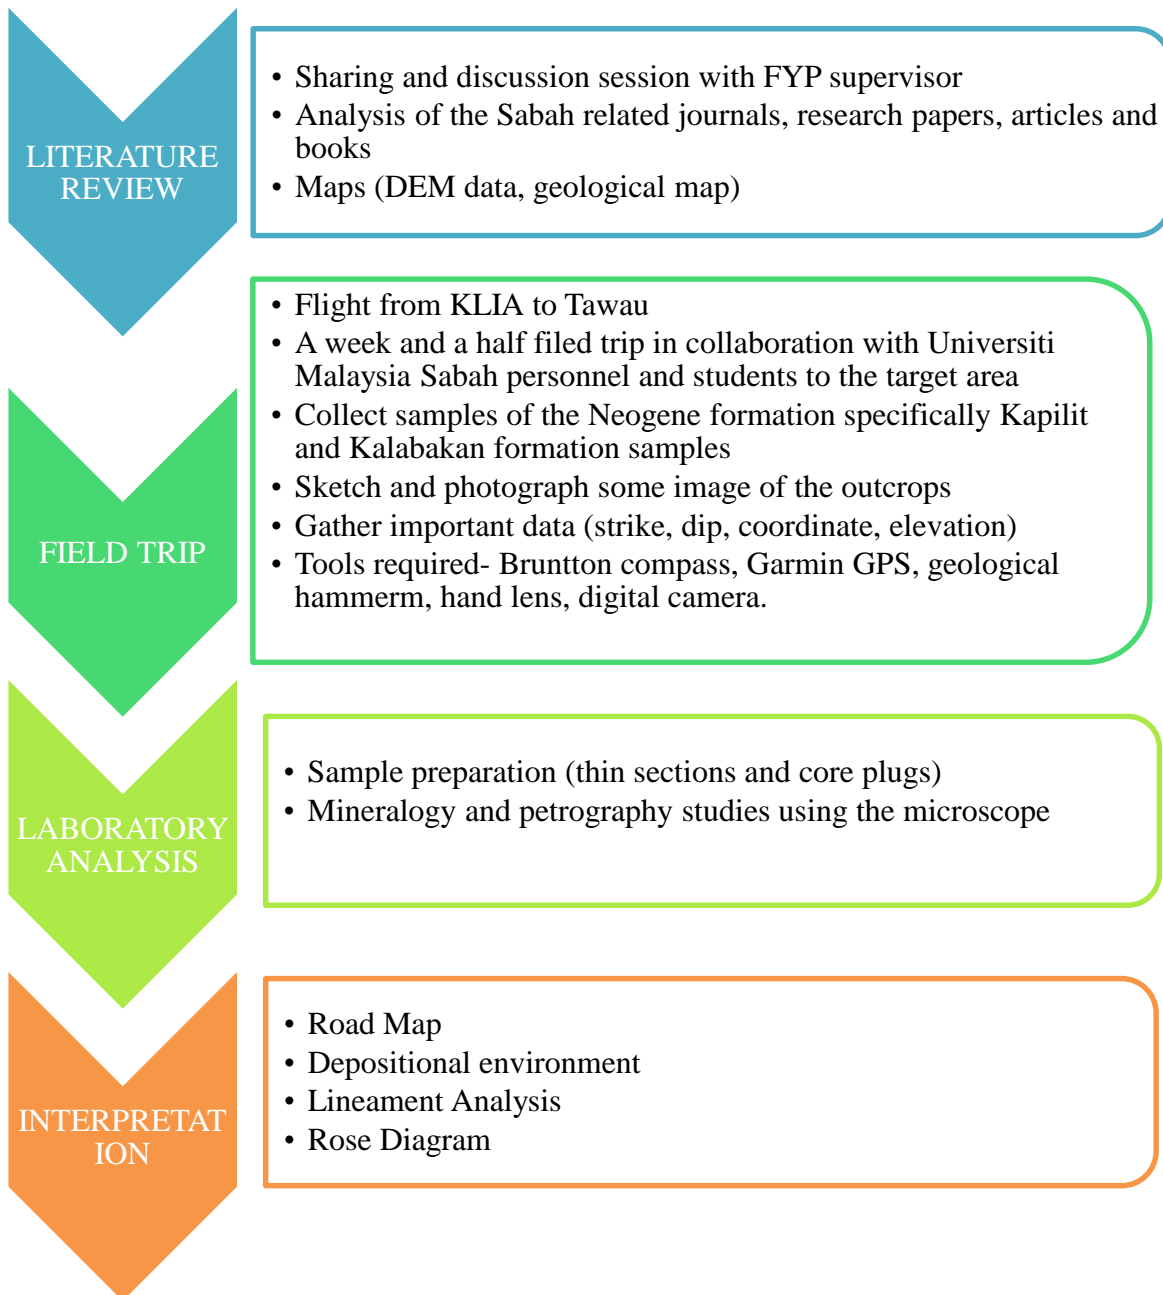 LITERATURE
REVIEW
• Sharing and discussion session with FYP supervisor
• Analysis of the Sabah related journals, research papers, articles and
books
• Maps (DEM data, geological map)
FIELD TRIP
• Flight from KLIA to Tawau
• A week and a half filed trip in collaboration with Universiti
Malaysia Sabah personnel and students to the target area
• Collect samples of the Neogene formation specifically Kapilit
and Kalabakan formation samples
• Sketch and photograph some image of the outcrops
• Gather important data (strike, dip, coordinate, elevation)
• Tools required- Bruntton compass, Garmin GPS, geological
hammerm, hand lens, digital camera.
LABORATORY
ANALYSIS
• Sample preparation (thin sections and core plugs)
• Mineralogy and petrography studies using the microscope
INTERPRETAT
ION
• Road Map
• Depositional environment
• Lineament Analysis
• Rose Diagram